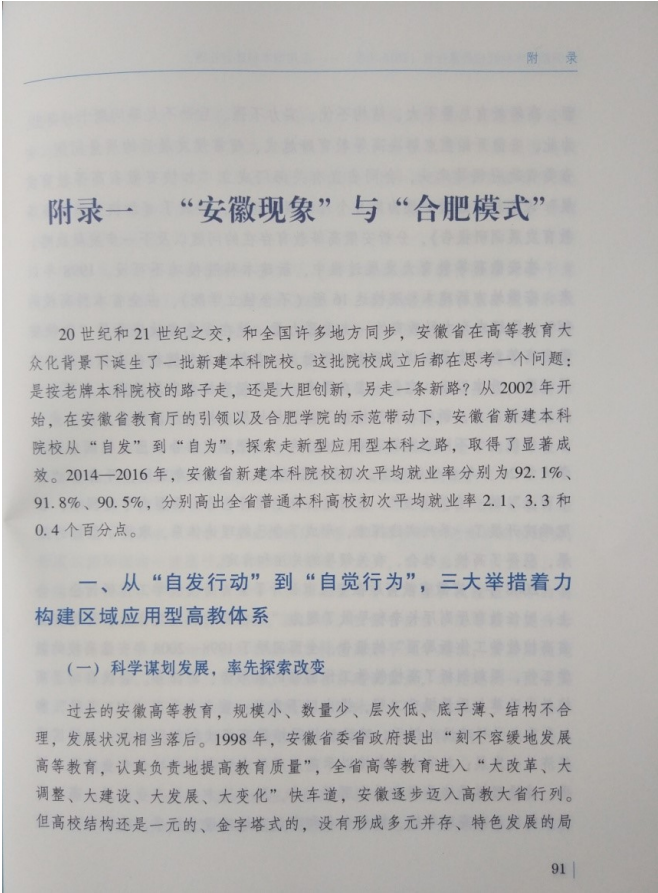 附 录
附录一 “安徽现象”与“合肥模式”
20 世纪和 21 世纪之交，和全国许多地方同步，安徽省在高等教育大
众化背景下诞生了一批新建本科院校。这批院校成立后都在思考一个问题：
是按老牌本科院校的路子走，还是大胆创新，另走一条新路？从 2002 年开
始，在安徽省教育厅的引领以及合肥学院的示范带动下，安徽省新建本科
院校从“自发”到“自为”，探索走新型应用型本科之路，取得了显著成
效。2014—2016 年，安徽省新建本科院校初次平均就业率分别为 92.1%、
91.8%、90.5%，分别高出全省普通本科高校初次平均就业率 2.1、3.3 和
0.4 个百分点。
一、从“自发行动”到“自觉行为”，三大举措着力
构建区域应用型高教体系
（一）科学谋划发展，率先探索改变
过去的安徽高等教育，规模小、数量少、层次低、底子薄、结构不合
理，发展状况相当落后。1998 年，安徽省委省政府提出“刻不容缓地发展
高等教育，认真负责地提高教育质量”，全省高等教育进入“大改革、大
调整、大建设、大发展、大变化”快车道，安徽逐步迈入高教大省行列。
但高校结构还是一元的、金字塔式的，没有形成多元并存、特色发展的局
91